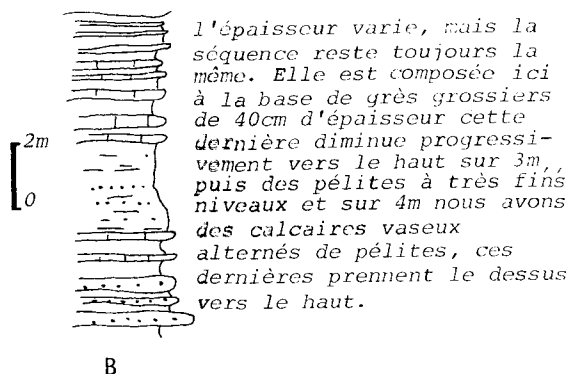 l'épaisseur varie, mais la
séquence reste toujours la
même. Elle est composée ici
à la base de grès grossiers
de 40cm d'épaisseur cette
dernière diminue progressi-
vement vers le haut sur 3m,
puis des pélites à très fins
niveaux et sur 4m nous avons
des calcaires vaseux
alternés de pélites, ces
dernières prennent le dessus
vers le haut.
2m
0
B